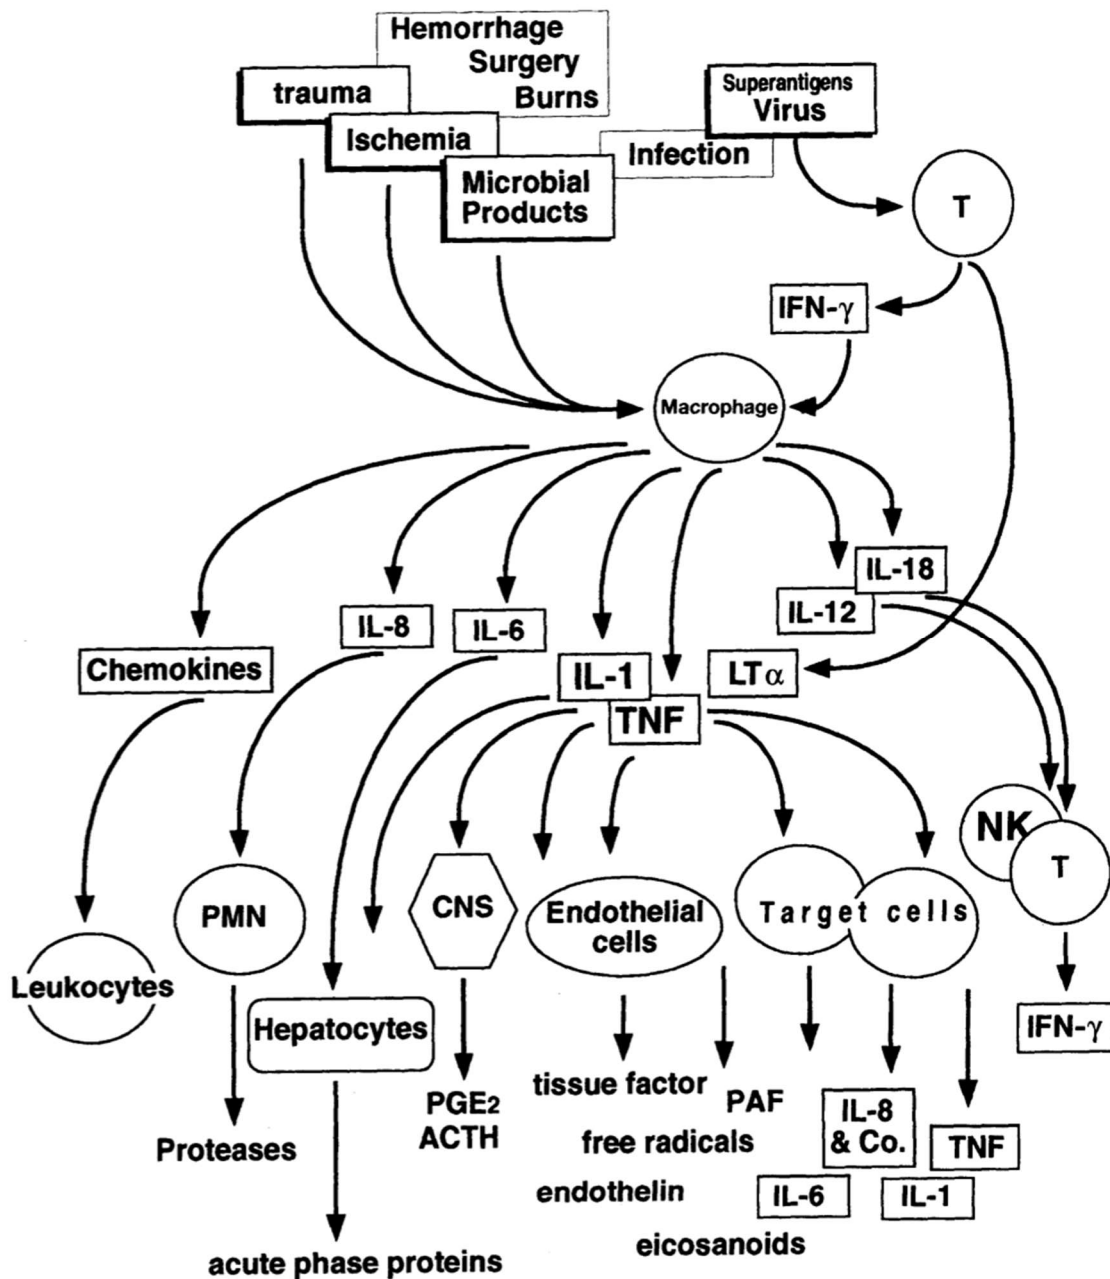 Hemorrhage
Surgery
Burns
trauma
Ischemia
Microbial
Products
Infection
Superantigens
Virus
T
IFN-γ
Macrophage
IL-18
IL-12
IL-8
IL-6
Chemokines
IL-1
TNF
LTα
NK
T
PMN
CNS
Endothelial
cells
Target cells
Leukocytes
Hepatocytes
IFN-γ
tissue factor
PGE2
ACTH
PAF
IL-8
& Co.
Proteases
free radicals
TNF
endothelin
IL-6
IL-1
eicosanoids
acute phase proteins